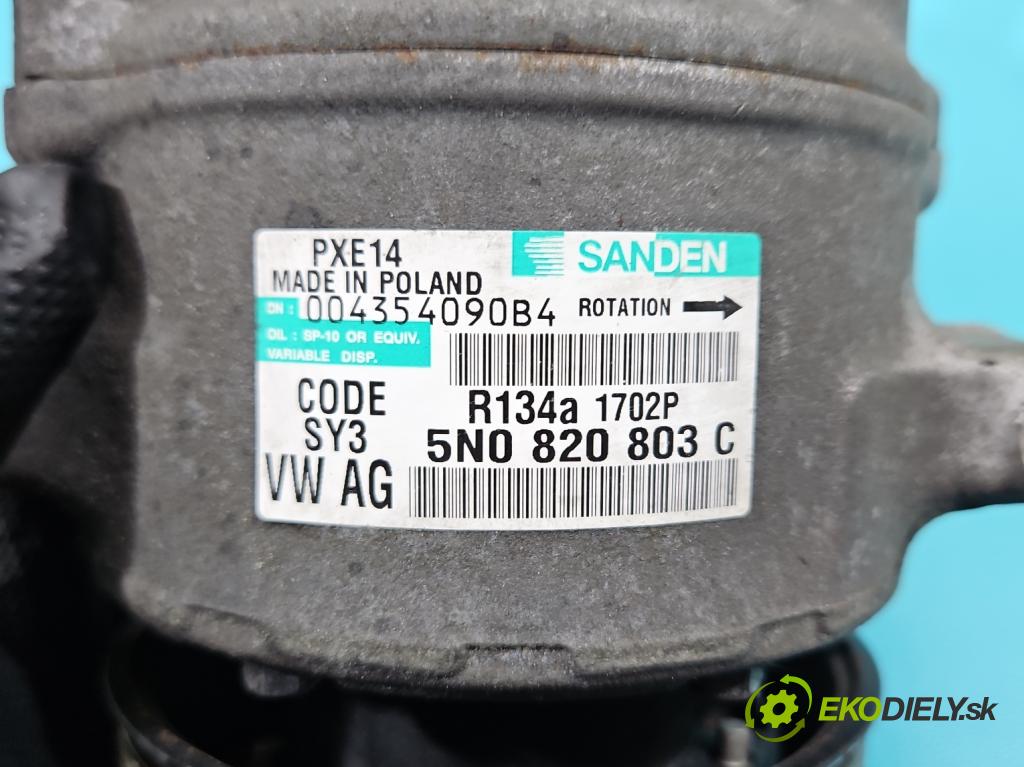 PXE14
SANDEN
MADE IN POLAND
DN : 004354090B4 ROTATION
OIL : SP-10 OR EQUIV.
VARIABLE DISP.
CODE
SY3
R134a 1702P
5N0 820 803 C
VW AG
EKODIELY.sk